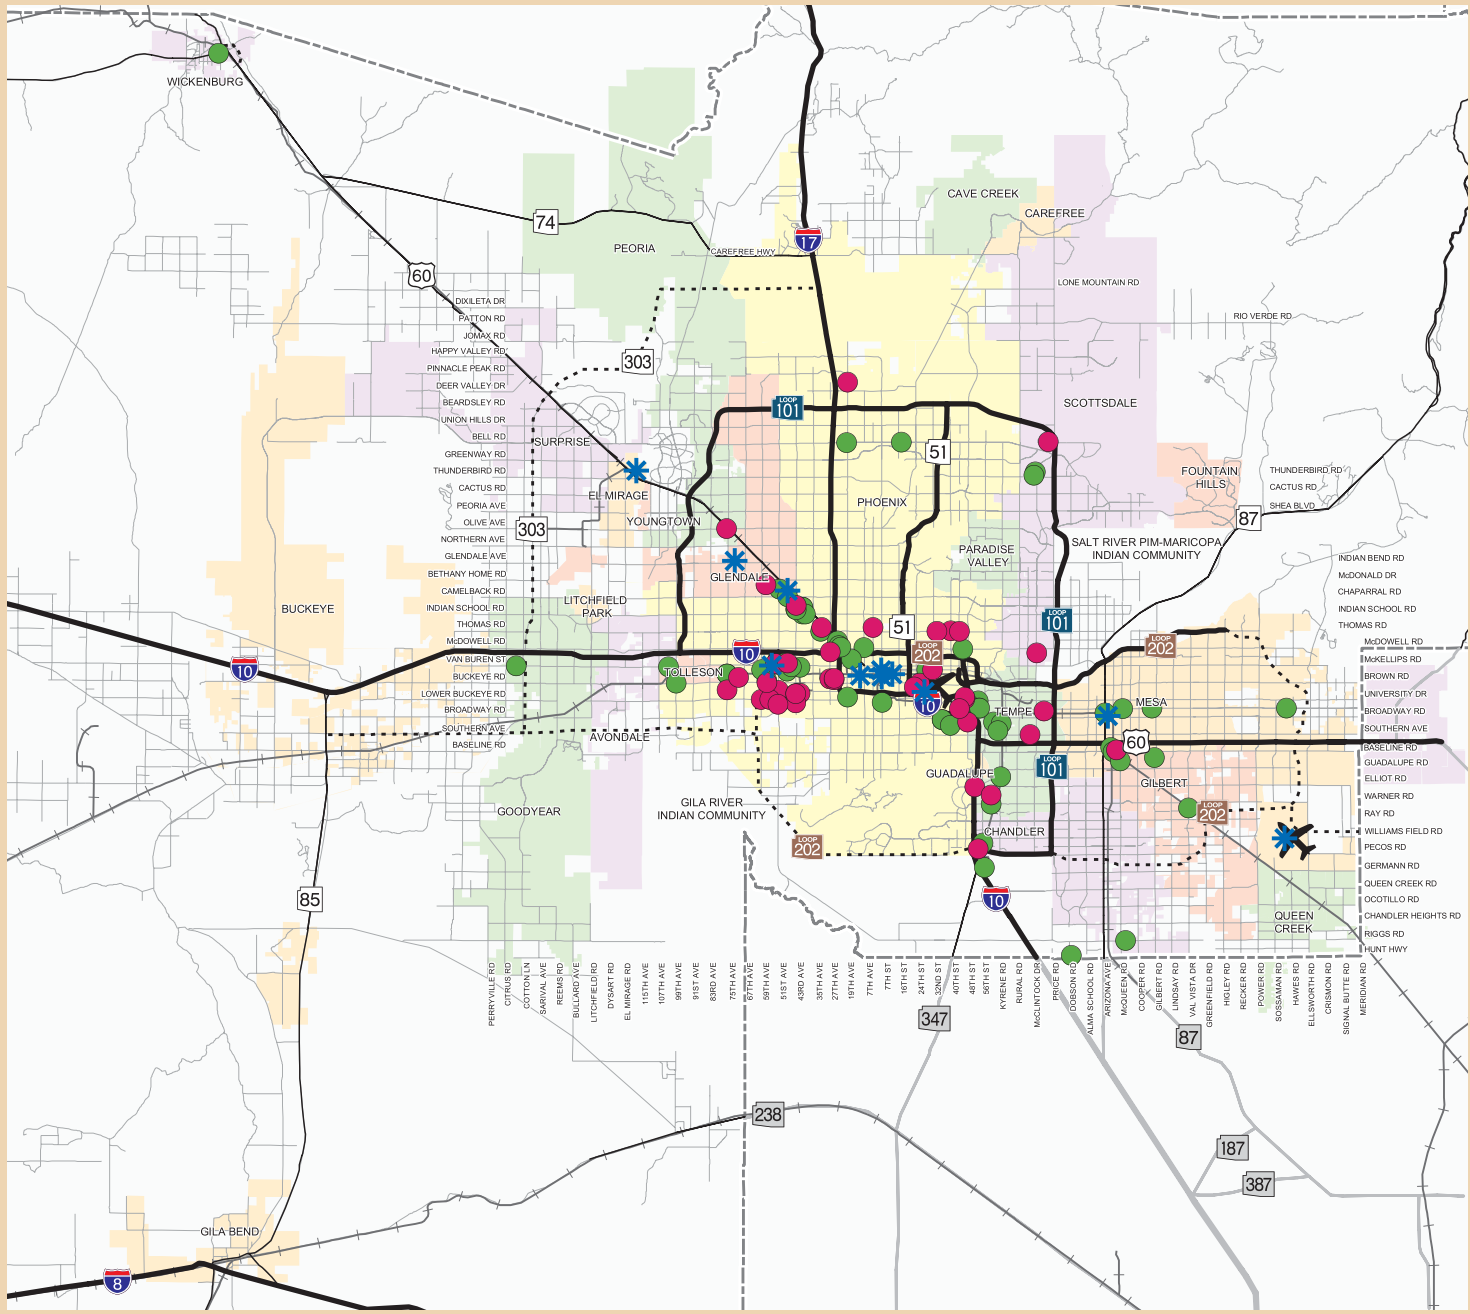 WICKENBURG
CAVE CREEK
CAREFREE
74
17
PEORIA
CAREFREE HWY
60
LONE MOUNTAIN RD
DIXILETA DR
PATTON RD
RIO VERDE RD
JOMAX RD
HAPPY VALLEY RD
303
PINNACLE PEAK RD
DEER VALLEY DR
BEARDSLEY RD
LOOP
101
SCOTTSDALE
UNION HILLS DR
BELL RD
SURPRISE
51
GREENWAY RD
THUNDERBIRD RD
FOUNTAIN
HILLS
THUNDERBIRD RD
CACTUS RD
CACTUS RD
EL MIRAGE
PHOENIX
PEORIA AVE
SHEA BLVD
OLIVE AVE
YOUNGTOWN
87
303
NORTHERN AVE
SALT RIVER PIM-MARICOPA
INDIAN COMMUNITY
GLENDALE AVE
PARADISE
VALLEY
INDIAN BEND RD
BETHANY HOME RD
GLENDALE
McDONALD DR
CAMELBACK RD
CHAPARRAL RD
BUCKEYE
INDIAN SCHOOL RD
LITCHFIELD
PARK
INDIAN SCHOOL RD
THOMAS RD
51
LOOP
101
THOMAS RD
McDOWELL RD
McDOWELL RD
10
LOOP
202
LOOP
202
VAN BUREN ST
McKELLIPS RD
10
BUCKEYE RD
TOLLESON
BROWN RD
LOWER BUCKEYE RD
UNIVERSITY DR
BROADWAY RD
10
TEMPE
MESA
BROADWAY RD
SOUTHERN AVE
SOUTHERN AVE
BASELINE RD
AVONDALE
60
BASELINE RD
GUADALUPE RD
GUADALUPE
LOOP
101
ELLIOT RD
GILBERT
GOODYEAR
GILA RIVER
INDIAN COMMUNITY
WARNER RD
LOOP
202
RAY RD
CHANDLER
WILLIAMS FIELD RD
LOOP
202
PECOS RD
GERMANN RD
QUEEN CREEK RD
85
10
OCOTILLO RD
QUEEN
CREEK
CHANDLER HEIGHTS RD
RIGGS RD
HUNT HWY
PERRYVILLE RD
CITRUS RD
COTTON LN
SARIVAL AVE
REEMS RD
BULLARD AVE
LITCHFIELD RD
DYSART RD
EL MIRAGE RD
115TH AVE
107TH AVE
99TH AVE
91ST AVE
83RD AVE
75TH AVE
67TH AVE
59TH AVE
51ST AVE
43RD AVE
35TH AVE
27TH AVE
19TH AVE
7TH AVE
7TH ST
16TH ST
24TH ST
32ND ST
40TH ST
48TH ST
56TH ST
KYRENE RD
RURAL RD
McCLINTOCK DR
PRICE RD
DOBSON RD
ALMA SCHOOL RD
ARIZONA AVE
McQUEEN RD
COOPER RD
GILBERT RD
LINDSAY RD
VAL VISTA DR
GREENFIELD RD
HIGLEY RD
RECKER RD
POWER RD
SOSSAMAN RD
HAWES RD
ELLSWORTH RD
CRISMON RD
SIGNAL BUTTE RD
MERIDIAN RD
347
87
238
187
387
GILA BEND
8